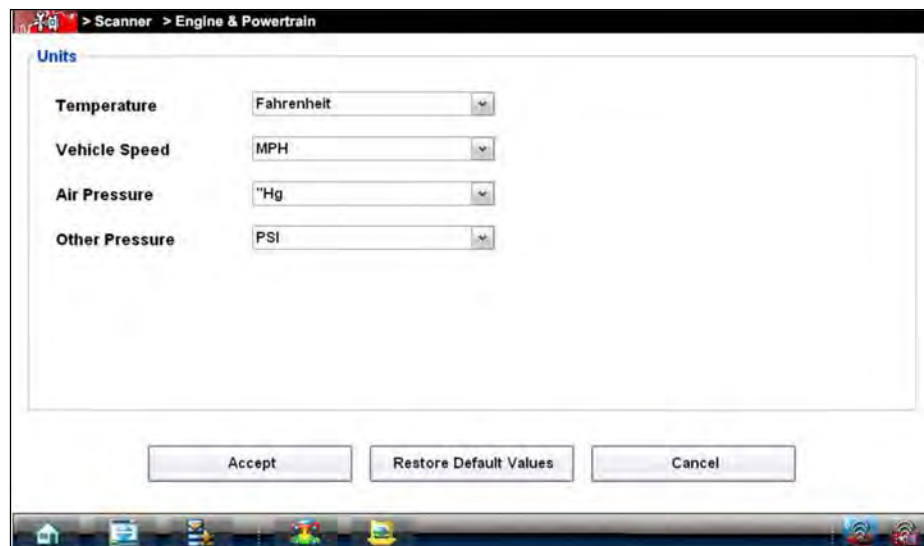 > Scanner > Engine & Powertrain
Units
Temperature Fahrenheit
Vehicle Speed MPH
Air Pressure "Hg
Other Pressure PSI
Accept Restore Default Values Cancel